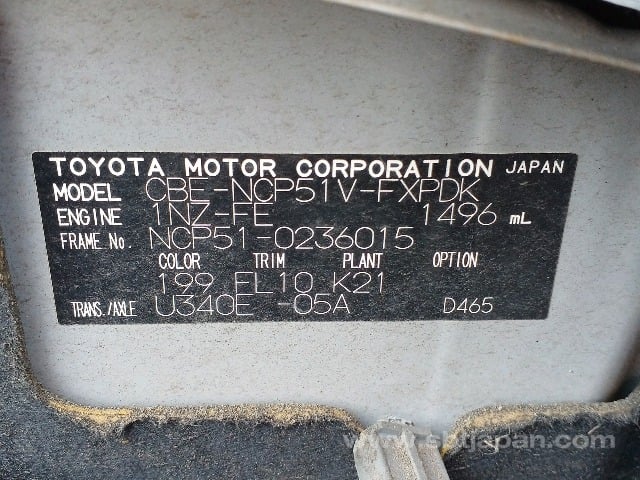 TOYOTA MOTOR CORPORATION JAPAN
MODEL CBE-NCP51V-FXPDK
ENGINE 1NZ-FE 1496 mL
FRAME No. NCP51-0236015
COLOR TRIM PLANT OPTION
199 FL10 K21
TRANS./AXLE U340E -05A D465
www.sbtjapan.com